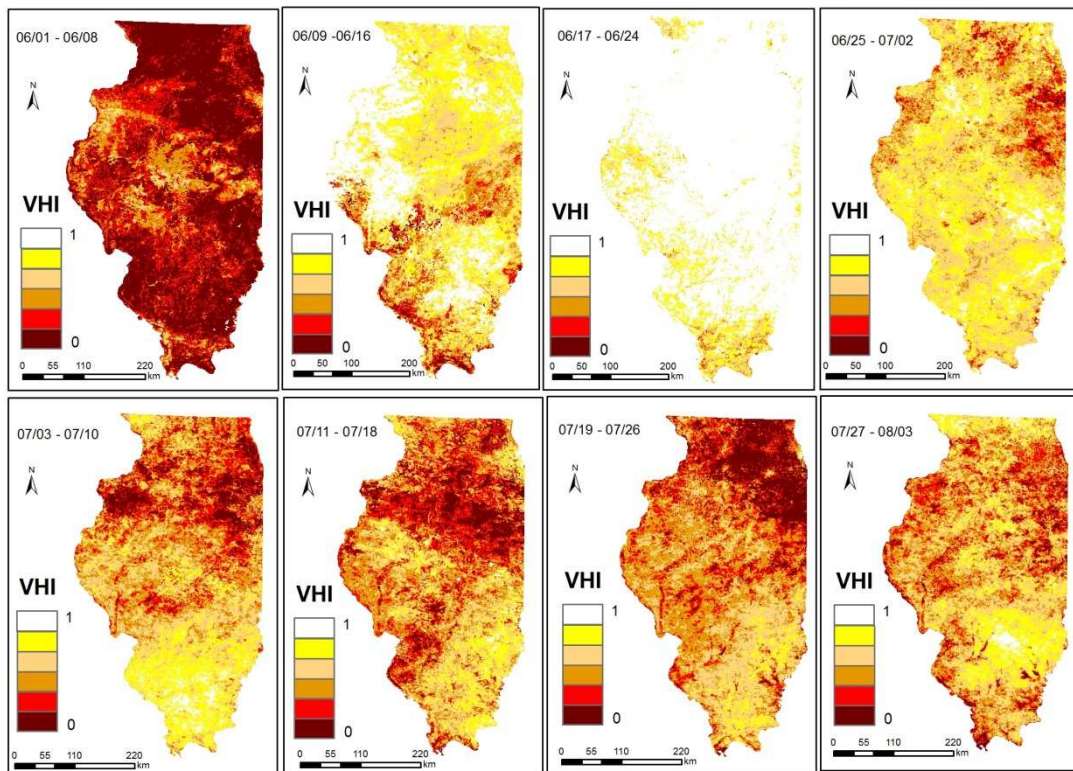 06/01 - 06/08
N
VHI
1
0
0 55 110 220
km
06/09 -06/16
N
VHI
1
0
0 50 100 200
km
06/17 - 06/24
N
VHI
1
0
0 50 100 200
km
06/25 - 07/02
N
VHI
1
0
0 50 100 200
km
07/03 - 07/10
N
VHI
1
0
0 55 110 220
km
07/11 - 07/18
N
VHI
1
0
0 55 110 220
km
07/19 - 07/26
N
VHI
1
0
0 55 110 220
km
07/27 - 08/03
N
VHI
1
0
0 55 110 220
km